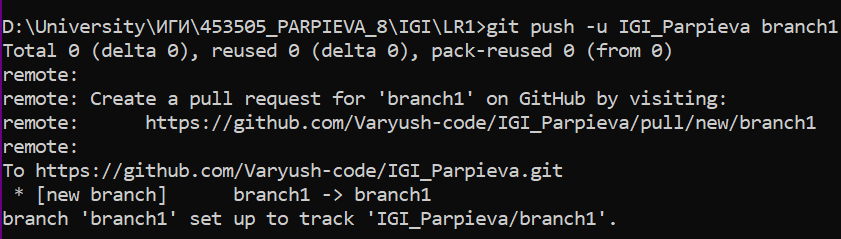 D:\University\ИГИ\453505_PARPIEVA_8\IGI\LR1>git push -u IGI_Parpieva branch1
Total 0 (delta 0), reused 0 (delta 0), pack-reused 0 (from 0)
remote:
remote: Create a pull request for 'branch1' on GitHub by visiting:
remote:      https://github.com/Varyush-code/IGI_Parpieva/pull/new/branch1
remote:
To https://github.com/Varyush-code/IGI_Parpieva.git
 * [new branch]      branch1 -> branch1
branch 'branch1' set up to track 'IGI_Parpieva/branch1'.